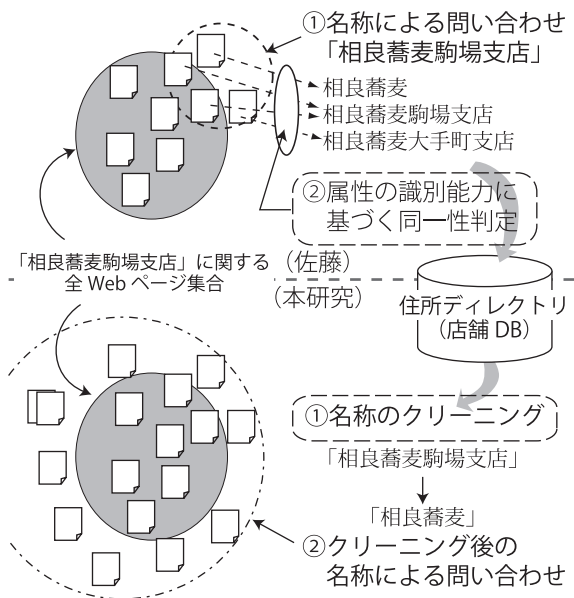 ①名称による問い合わせ
「相良蕎麦駒場支店」
相良蕎麦
相良蕎麦駒場支店
相良蕎麦大手町支店
②属性の識別能力に
基づく同一性判定
「相良蕎麦駒場支店」に関する
全 Web ページ集合
（佐藤）
（本研究）
住所ディレクトリ
（店舗 DB）
①名称のクリーニング
「相良蕎麦駒場支店」
「相良蕎麦」
②クリーニング後の
名称による問い合わせ